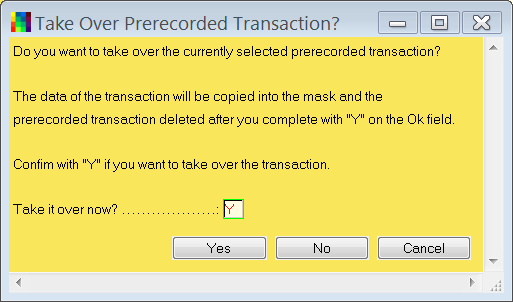 Take Over Prerecorded Transaction?
Do you want to take over the currently selected prerecorded transaction?
The data of the transaction will be copied into the mask and the
prerecorded transaction deleted after you complete with "Y" on the Ok field.
Confim with "Y" if you want to take over the transaction.
Take it over now? ...................: Y
Yes No Cancel